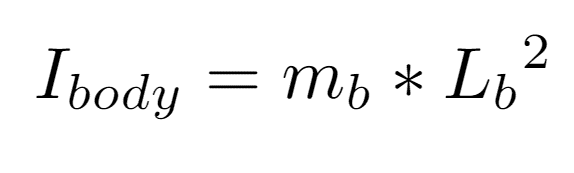 I_{body} = m_b * {L_b}^2